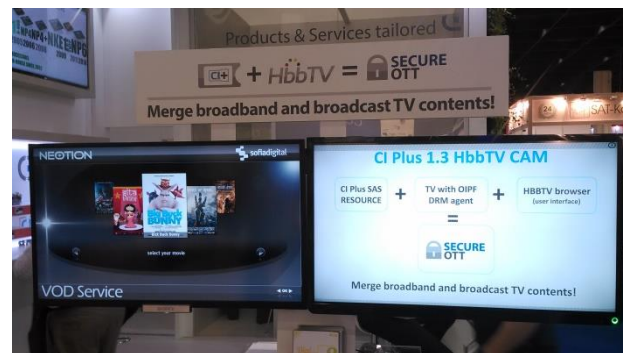 Products & Services tailored
CI+ + HbbTV = SECURE OTT
Merge broadband and broadcast TV contents!
NEOTION
sofiadigital
Big Buck
BUNNY
select your movie
VOD Service
CI Plus 1.3 HbbTV CAM
CI Plus SAS RESOURCE + TV with OIPF DRM agent + HBBTV browser (user interface)
=
SECURE OTT
Merge broadband and broadcast TV contents!
24
SAT-Ko